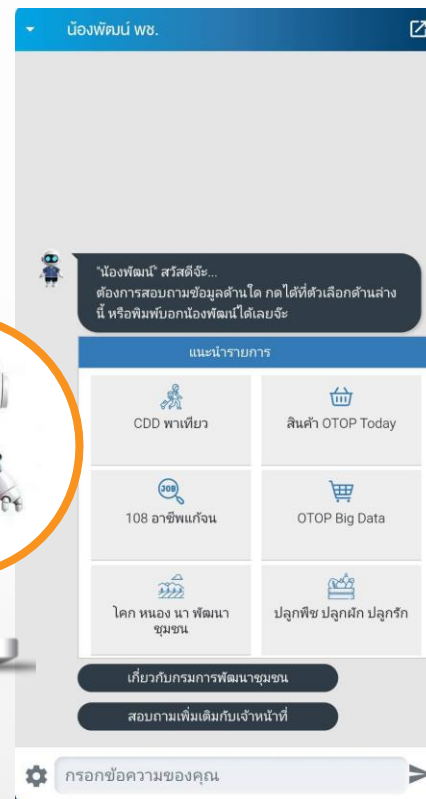 น้องพัฒน์ พช.
"น้องพัฒน์" สวัสดีจ้ะ...
ต้องการสอบถามข้อมูลด้านใด กดได้ที่ตัวเลือกด้านล่าง
นี้ หรือพิมพ์บอกน้องพัฒน์ได้เลยจ๊ะ
แนะนำรายการ
CDD พาเที่ยว
สินค้า OTOP Today
JOB
108 อาชีพแก้จน
OTOP Big Data
โคก หนอง นา พัฒนา
ชุมชน
ปลูกพืช ปลูกผัก ปลูกรัก
เกี่ยวกับกรมการพัฒนาชุมชน
สอบถามเพิ่มเติมกับเจ้าหน้าที่
กรอกข้อความของคุณ